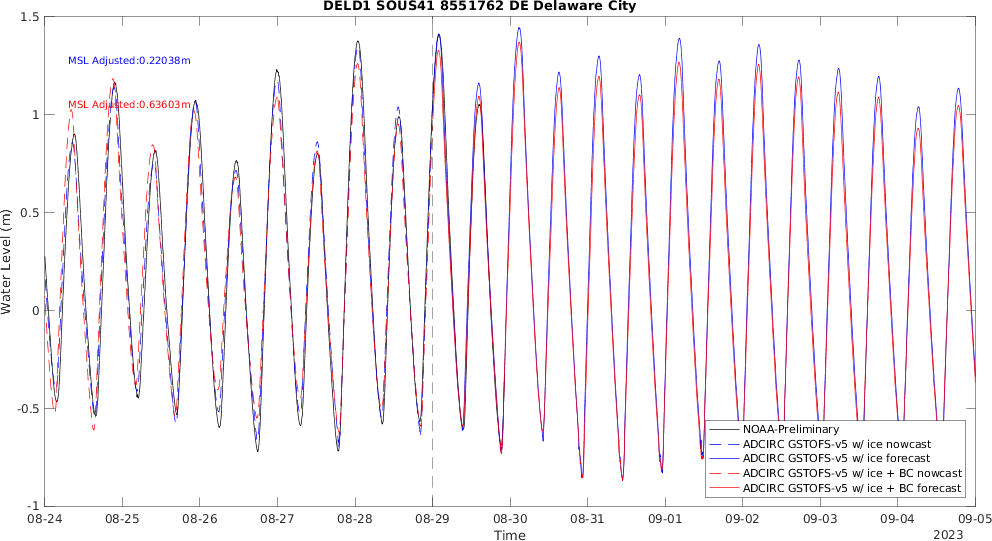 DELD1 SOUS41 8551762 DE Delaware City
1.5
MSL Adjusted:0.22038m
MSL Adjusted:0.63603m
1
0.5
Water Level (m)
0
-0.5
-1
NOAA-Preliminary
ADCIRC GSTOFS-v5 w/ ice nowcast
ADCIRC GSTOFS-v5 w/ ice forecast
ADCIRC GSTOFS-v5 w/ ice + BC nowcast
ADCIRC GSTOFS-v5 w/ ice + BC forecast
08-24 08-25 08-26 08-27 08-28 08-29 08-30 08-31 09-01 09-02 09-03 09-04 09-05
Time
2023